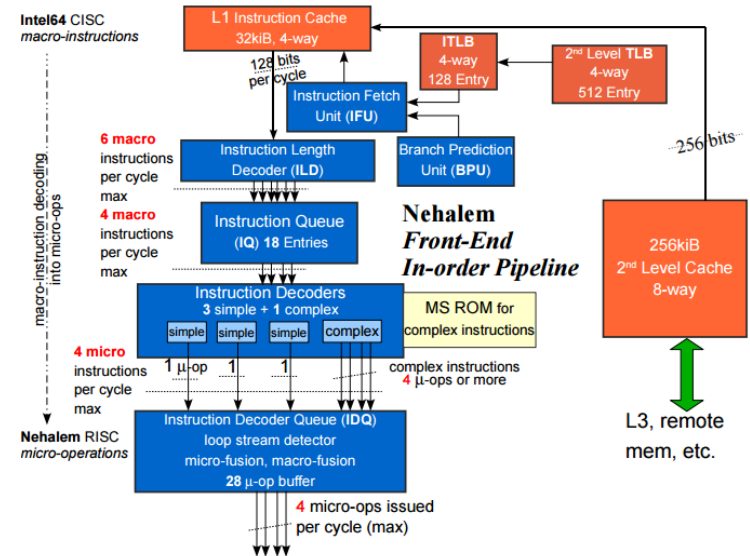 Intel64 CISC
macro-instructions
L1 Instruction Cache
32kiB, 4-way
128 bits
per cycle
ITLB
4-way
128 Entry
2nd Level TLB
4-way
512 Entry
Instruction Fetch
Unit (IFU)
6 macro
instructions
per cycle
max
Instruction Length
Decoder (ILD)
Branch Prediction
Unit (BPU)
256 bits
macro-instruction decoding
into micro-ops
4 macro
instructions
per cycle
max
Instruction Queue
(IQ) 18 Entries
Nehalem
Front-End
In-order Pipeline
256kiB
2nd Level Cache
8-way
Instruction Decoders
3 simple + 1 complex
simple
simple
simple
complex
MS ROM for
complex instructions
4 micro
instructions
per cycle
max
1 µ-op
1
1
complex instructions
4 µ-ops or more
L3, remote
mem, etc.
Nehalem RISC
micro-operations
Instruction Decoder Queue (IDQ)
loop stream detector
micro-fusion, macro-fusion
28 µ-op buffer
4 micro-ops issued
per cycle (max)